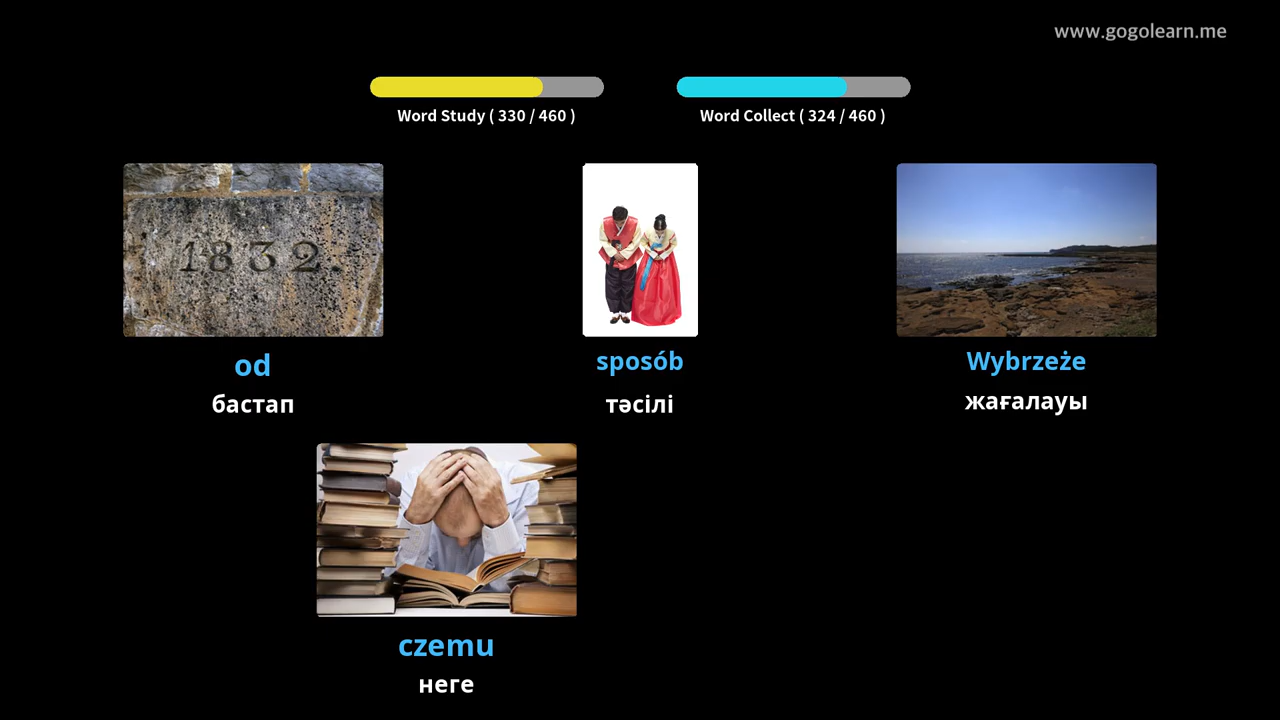 www.gogolearn.me
Word Study ( 330 / 460 )
Word Collect ( 324 / 460 )
1832.
od
бастап
sposób
тәсілі
Wybrzeże
жағалауы
czemu
неге